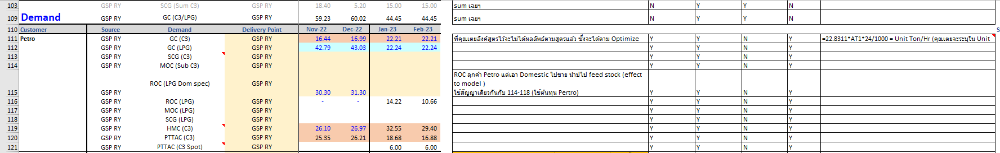 103 GSP RY SCG (Sum C3) GSP RY 18.40 5.20 15.00 15.00 sum เฉยๆ N Y Y N
109 Demand GSP RY GC (C3/LPG) GSP RY 59.23 60.02 44.45 44.45 sum เฉยๆ N Y Y N
110 Customer Source Demand Delivery Point Nov-22 Dec-22 Jan-23 Feb-23 S
111 Petro GSP RY GC (C3) GSP RY 16.44 16.99 22.21 22.21 ที่คุณเตยลิงค์สูตรไว้จะไม่ได้ผลลัพธ์ตามสูตรแล้ว ซึ่งจะได้ตาม Optimize Y Y N Y =22.8311*AT1*24/1000 = Unit Ton/Hr (คุณเตยจะระบุใน Unit
112 GSP RY GC (LPG) GSP RY 42.79 43.03 22.24 22.24 Y Y N Y
113 GSP RY SCG (C3) GSP RY Y Y N Y
114 GSP RY MOC (Sub C3) GSP RY Y Y N Y
ROC ลูกค้า Petro แต่เอา Domestic ไปขาย นำไปไป feed stock (effect
GSP RY ROC (LPG Dom spec) GSP RY to model )
115 30.30 31.30 ใช้สัญญาเดียวกันกับ 114-118 (ใช้ต้นทุน Pertro) Y Y N Y
116 GSP RY ROC (LPG) GSP RY - - 14.22 10.66 Y Y N Y
117 GSP RY MOC (LPG) GSP RY Y Y N Y
118 GSP RY SCG (LPG) GSP RY Y Y N Y
119 GSP RY HMC (C3) GSP RY 26.10 26.97 32.55 29.40 Y Y N Y
120 GSP RY PTTAC (C3) GSP RY 25.35 26.21 18.68 16.88 Y Y N Y
121 GSP RY PTTAC (C3 Spot) GSP RY 6.00 6.00 Y Y N Y